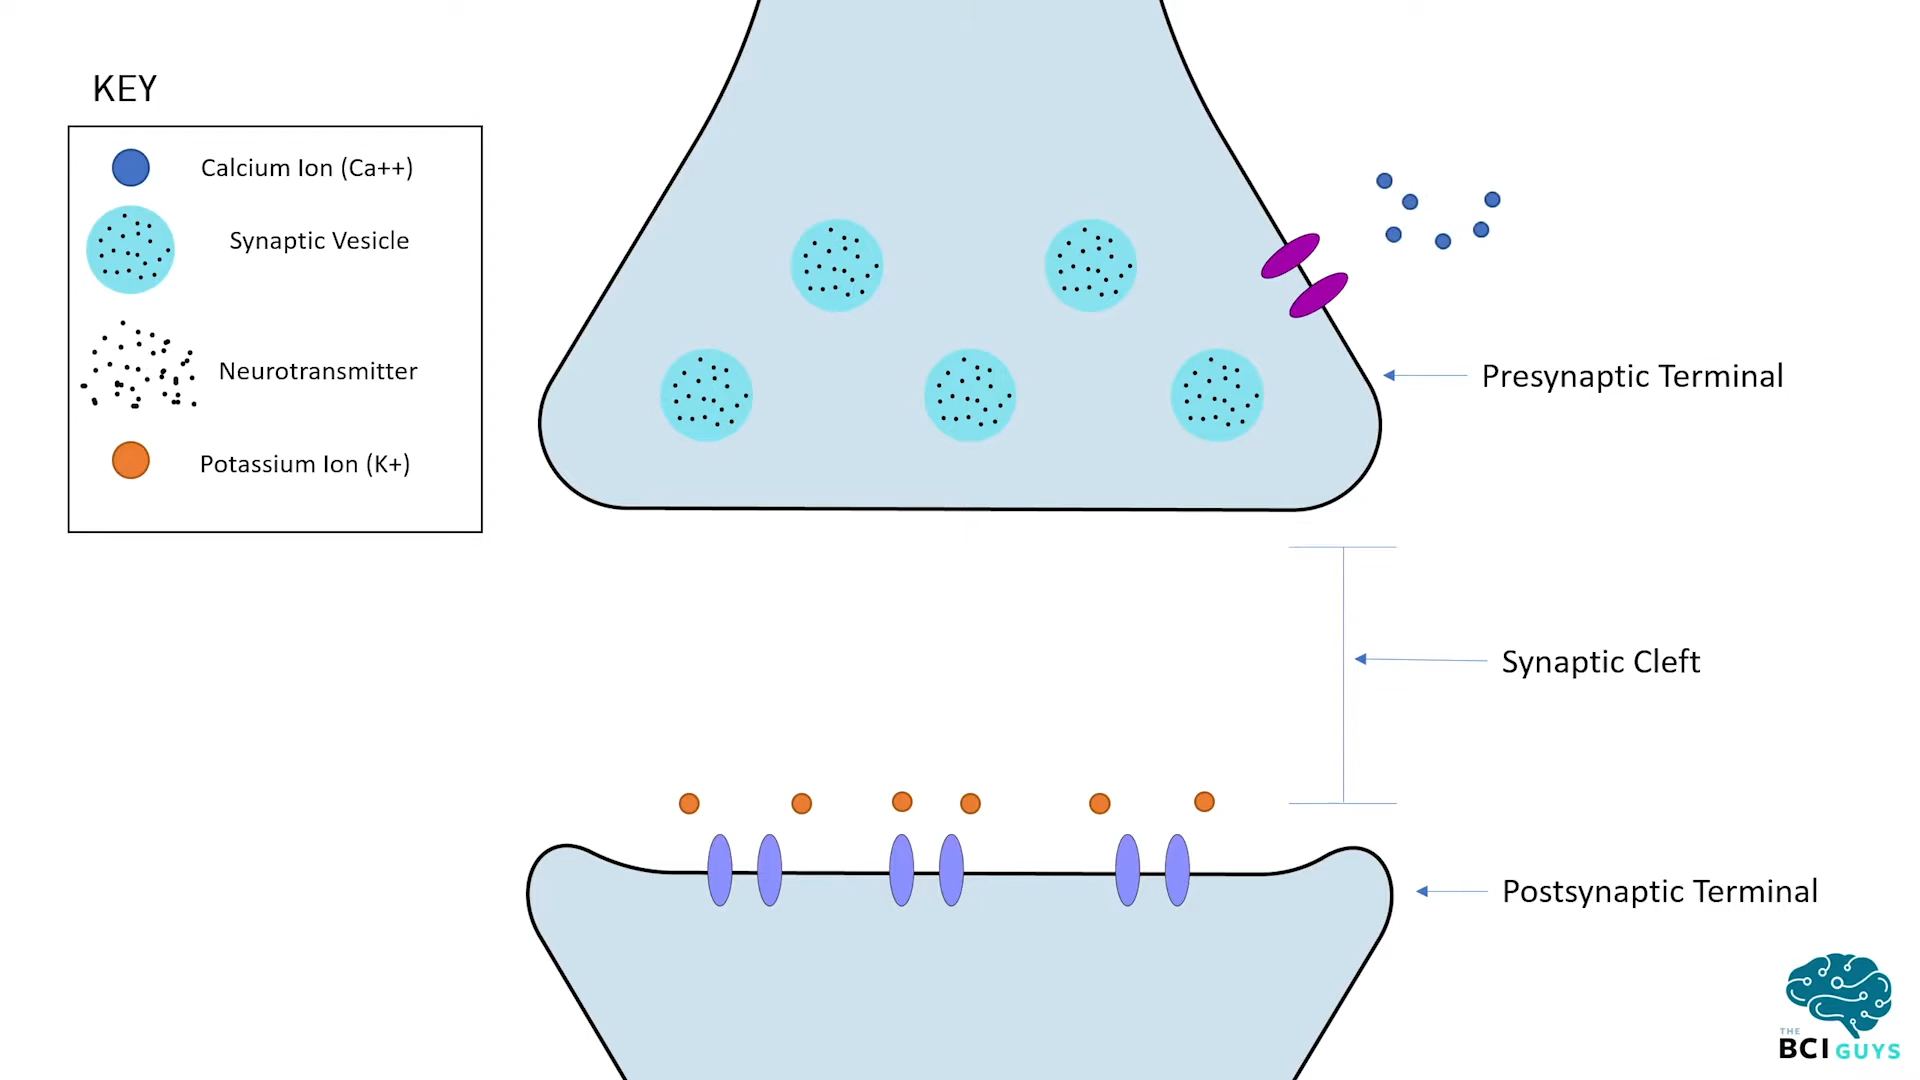 KEY
Calcium Ion (Ca++)
Synaptic Vesicle
Neurotransmitter
Potassium Ion (K+)
Presynaptic Terminal
Synaptic Cleft
Postsynaptic Terminal
THE
BCI GUYS